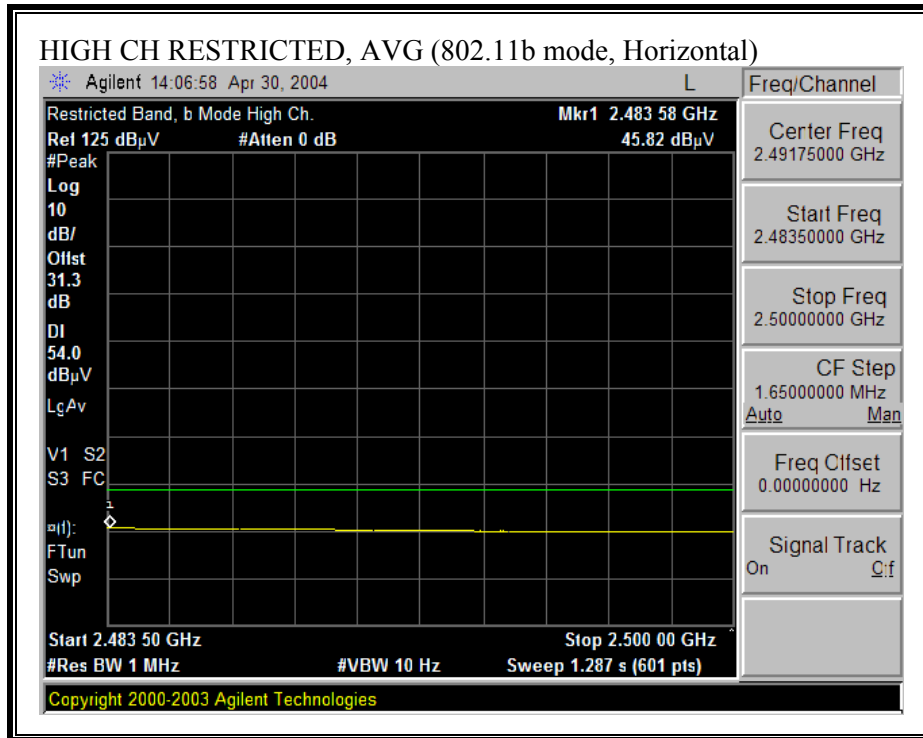 HIGH CH RESTRICTED, AVG (802.11b mode, Horizontal)
Agilent 14:06:58 Apr 30, 2004 L
Freq/Channel
Restricted Band, b Mode High Ch. Mkr1 2.483 58 GHz
Ref 125 dBµV #Atten 0 dB 45.82 dBµV
#Peak
Log
10
dB/
Offst
31.3
dB
DI
54.0
dBµV
LgAv
V1 S2
S3 FC
1
¤(f):
FTun
Swp
Start 2.483 50 GHz Stop 2.500 00 GHz
#Res BW 1 MHz #VBW 10 Hz Sweep 1.287 s (601 pts)
Copyright 2000-2003 Agilent Technologies
Center Freq
2.49175000 GHz
Start Freq
2.48350000 GHz
Stop Freq
2.50000000 GHz
CF Step
1.65000000 MHz
Auto Man
Freq Offset
0.00000000 Hz
Signal Track
On Off